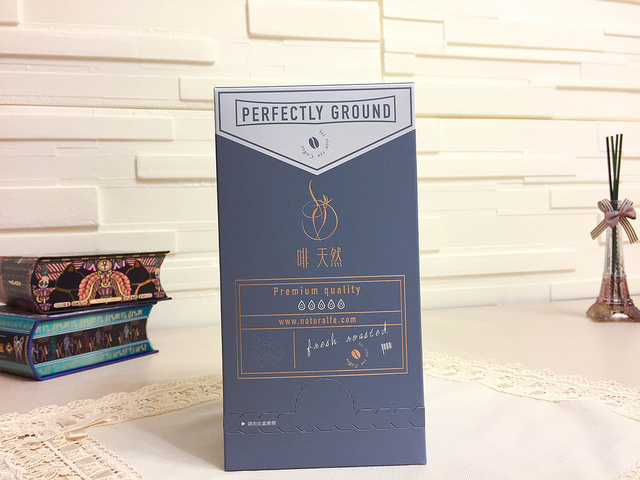 PERFECTLY GROUND
啡 天然
Premium quality
www.naturalfe.com
fresh roasted